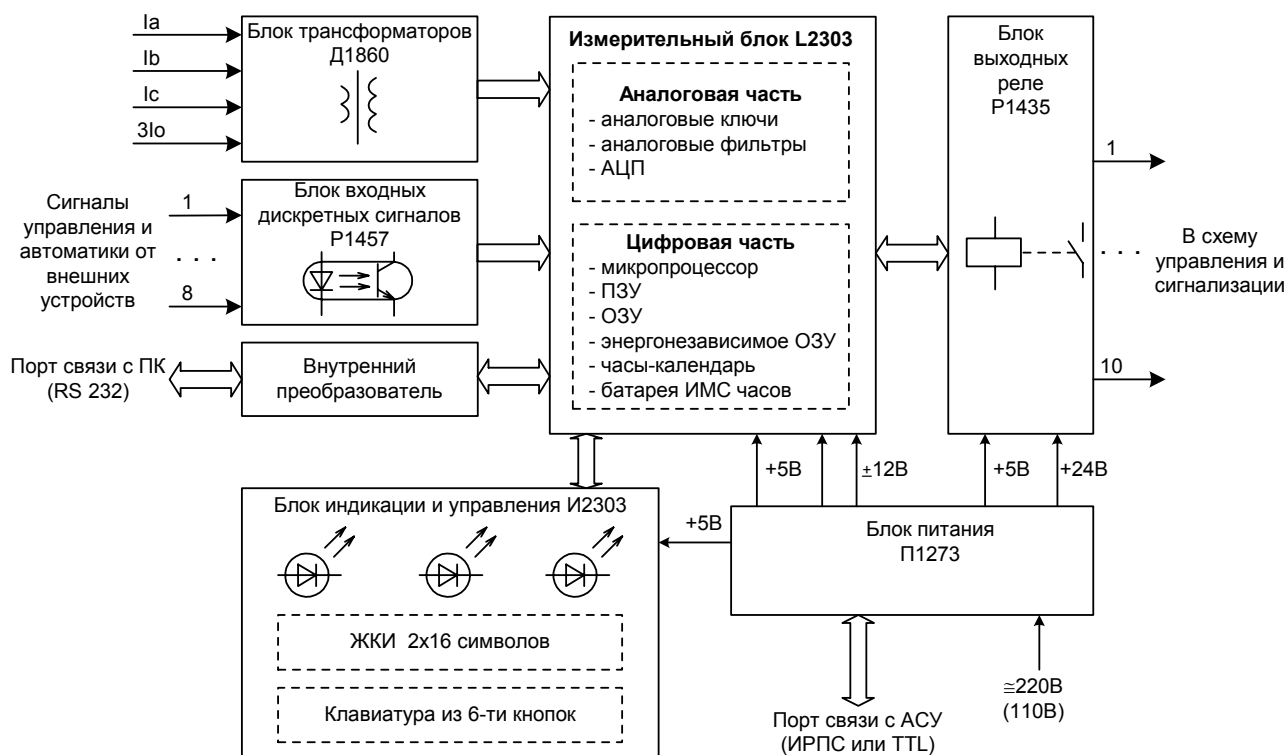 Ia
Ib
Ic
3Io
Блок трансформаторов
Д1860
Измерительный блок L2303
Аналоговая часть
- аналоговые ключи
- аналоговые фильтры
- АЦП
Цифровая часть
- микропроцессор
- ПЗУ
- ОЗУ
- энергонезависимое ОЗУ
- часы-календарь
- батарея ИМС часов
Блок
выходных
реле
Р1435
1
. . .
10
В схему
управления и
сигнализации
Сигналы
управления и
автоматики от
внешних
устройств
1
. . .
8
Блок входных
дискретных сигналов
Р1457
Порт связи с ПК
(RS 232)
Внутренний
преобразователь
+5В
±12В
+5В
+24В
Блок индикации и управления И2303
+5В
Блок питания
П1273
ЖКИ 2x16 символов
Клавиатура из 6-ти кнопок
Порт связи с АСУ
(ИРПС или TTL)
≅220В
(110В)